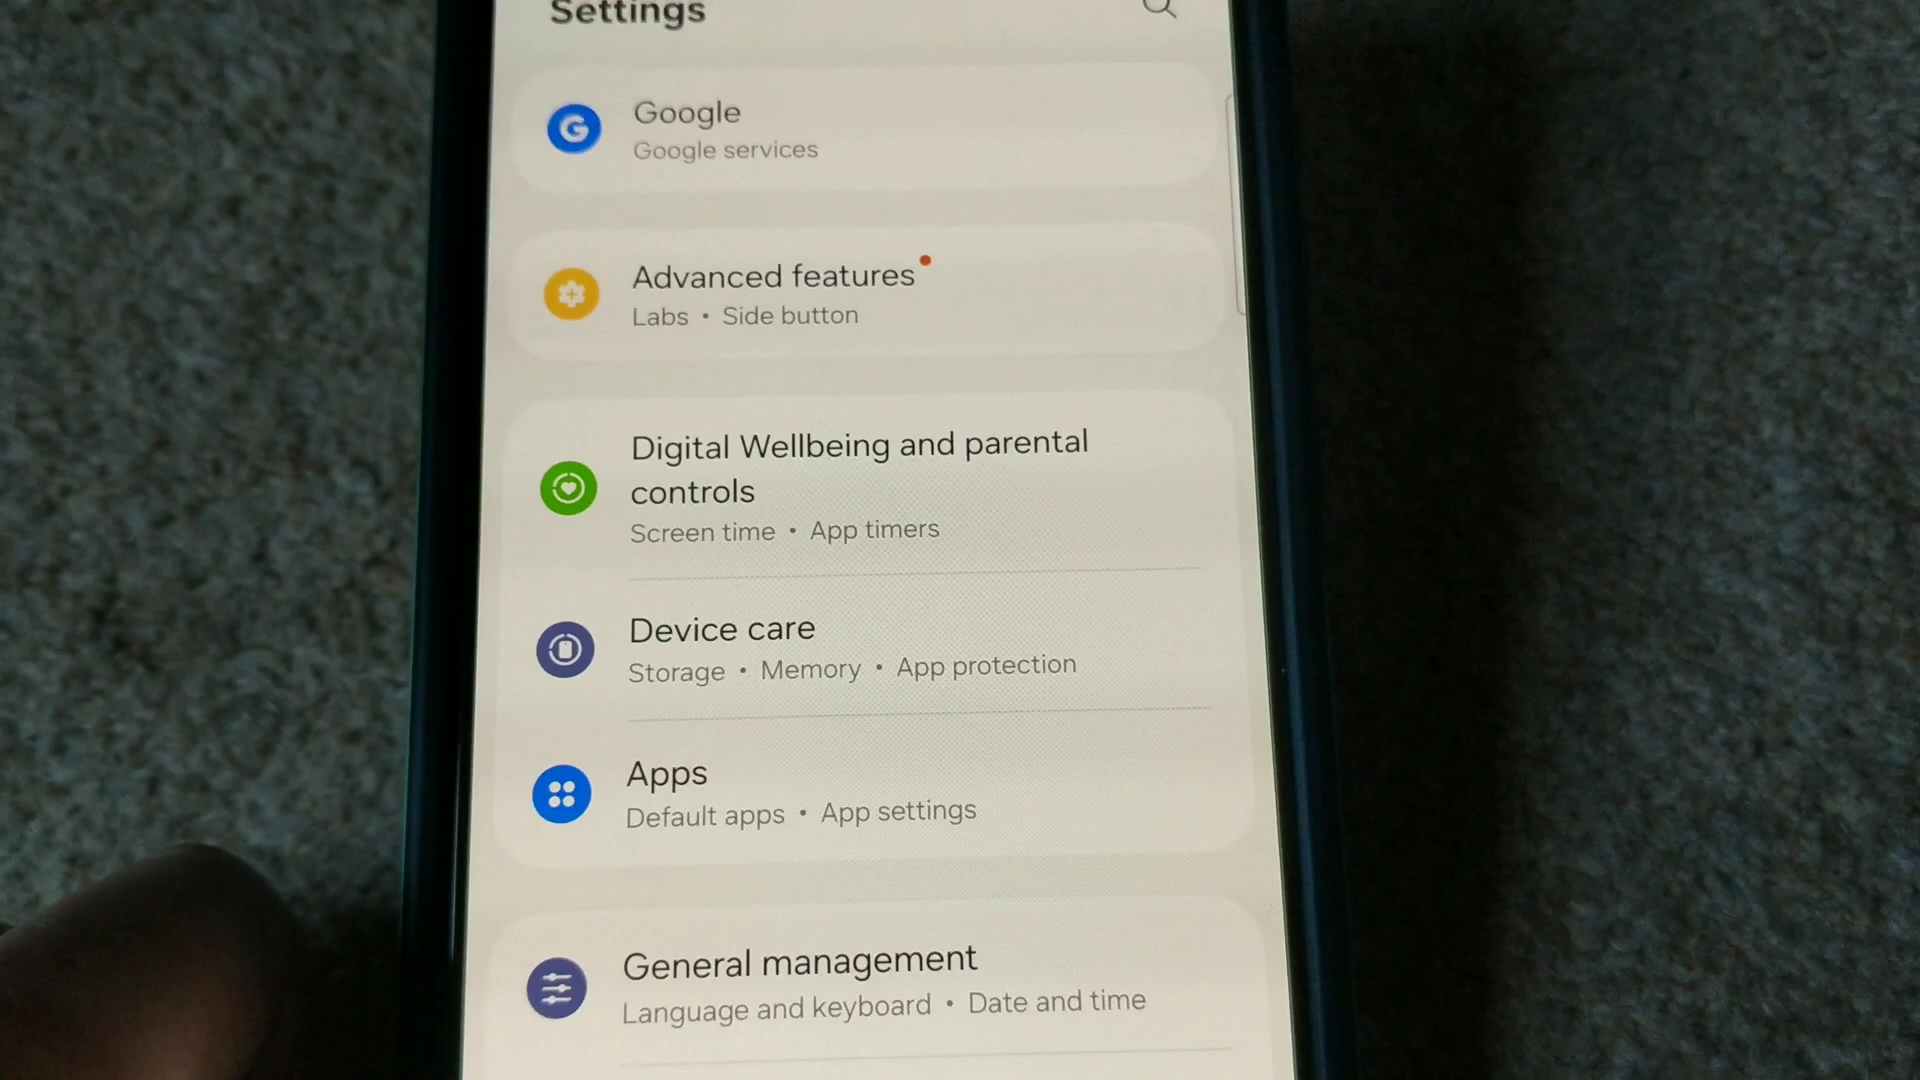 Settings
Google
Google services
Advanced features
Labs • Side button
Digital Wellbeing and parental
controls
Screen time • App timers
Device care
Storage • Memory • App protection
Apps
Default apps • App settings
General management
Language and keyboard • Date and time